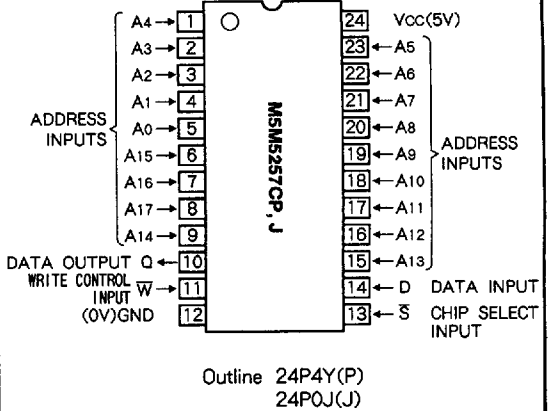 A4 → 1 24 Vcc(5V)
A3 → 2 23 ← A5
A2 → 3 22 ← A6
A1 → 4 21 ← A7
ADDRESS INPUTS A0 → 5 20 ← A8
A15 → 6 19 ← A9 ADDRESS INPUTS
A16 → 7 18 ← A10
A17 → 8 17 ← A11
A14 → 9 16 ← A12
15 ← A13
DATA OUTPUT Q ← 10
WRITE CONTROL INPUT W̅ → 11 14 ← D DATA INPUT
(0V)GND 12 13 ← S̅ CHIP SELECT INPUT
M5M5257CP, J
Outline 24P4Y(P)
24P0J(J)